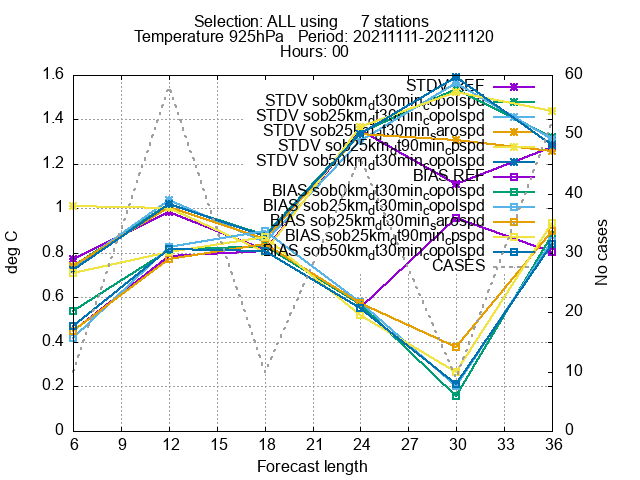 Selection: ALL using 7 stations
Temperature 925hPa Period: 20211111-20211120
Hours: 00
1.6
1.4
1.2
1
0.8
0.6
0.4
0.2
0
deg C
60
50
40
30
20
10
0
No cases
STDV REF
STDV sob0km_dt30min_copolspd
STDV sob25km_dt30min_copolspd
STDV sob25km_dt30min_sarospd
STDV sob25km_dt90min_cpspd
STDV sob50km_dt30min_copolspd
BIAS REF
BIAS sob0km_dt30min_copolspd
BIAS sob25km_dt30min_copolspd
BIAS sob25km_dt30min_sarospd
BIAS sob25km_dt90min_cpspd
BIAS sob50km_dt30min_copolspd
CASES
6 9 12 15 18 21 24 27 30 33 36
Forecast length